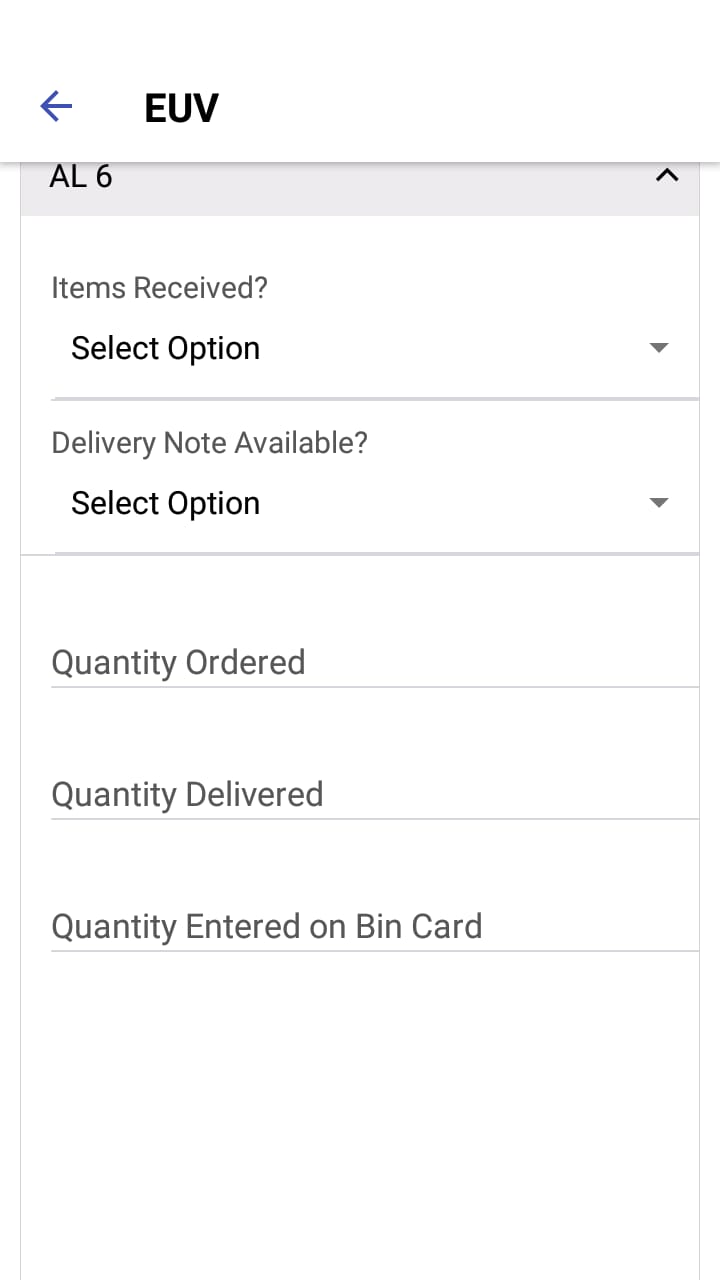 EUV
AL 6
Items Received?
Select Option
Delivery Note Available?
Select Option
Quantity Ordered
Quantity Delivered
Quantity Entered on Bin Card